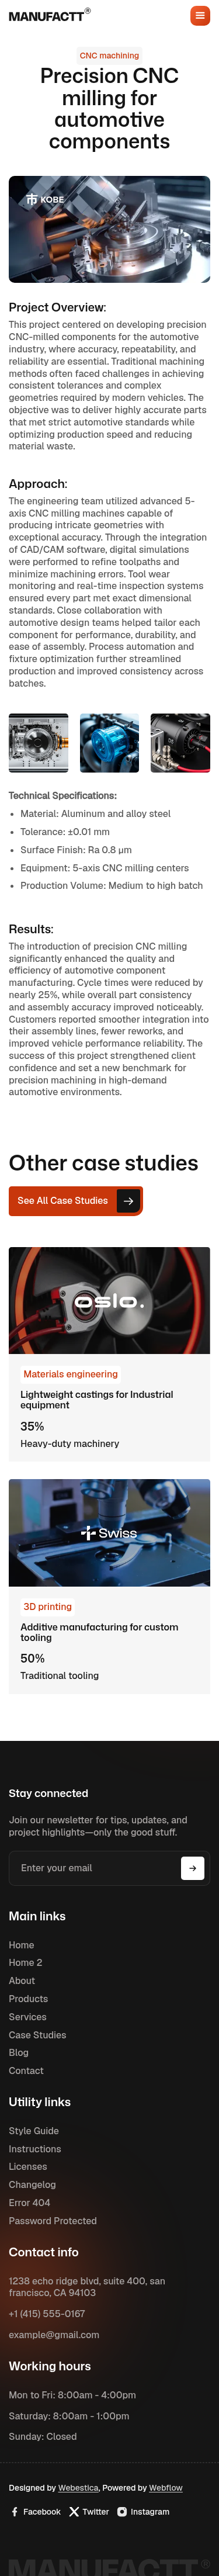 MANUFACTT®
CNC machining
Precision CNC
milling for
automotive
components
KOBE
Project Overview:
This project centered on developing precision
CNC-milled components for the automotive
industry, where accuracy, repeatability, and
reliability are essential. Traditional machining
methods often faced challenges in achieving
consistent tolerances and complex
geometries required by modern vehicles. The
objective was to deliver highly accurate parts
that met strict automotive standards while
optimizing production speed and reducing
material waste.
Approach:
The engineering team utilized advanced 5-
axis CNC milling machines capable of
producing intricate geometries with
exceptional accuracy. Through the integration
of CAD/CAM software, digital simulations
were performed to refine toolpaths and
minimize machining errors. Tool wear
monitoring and real-time inspection systems
ensured every part met exact dimensional
standards. Close collaboration with
automotive design teams helped tailor each
component for performance, durability, and
ease of assembly. Process automation and
fixture optimization further streamlined
production and improved consistency across
batches.
Technical Specifications:
• Material: Aluminum and alloy steel
• Tolerance: ±0.01 mm
• Surface Finish: Ra 0.8 μm
• Equipment: 5-axis CNC milling centers
• Production Volume: Medium to high batch
Results:
The introduction of precision CNC milling
significantly enhanced the quality and
efficiency of automotive component
manufacturing. Cycle times were reduced by
nearly 25%, while overall part consistency
and assembly accuracy improved noticeably.
Customers reported smoother integration into
their assembly lines, fewer reworks, and
improved vehicle performance reliability. The
success of this project strengthened client
confidence and set a new benchmark for
precision machining in high-demand
automotive environments.
Other case studies
See All Case Studies
oslo.
Materials engineering
Lightweight castings for Industrial
equipment
35%
Heavy-duty machinery
Swiss
3D printing
Additive manufacturing for custom
tooling
50%
Traditional tooling
Stay connected
Join our newsletter for tips, updates, and
project highlights—only the good stuff.
Enter your email
Main links
Home
Home 2
About
Products
Services
Case Studies
Blog
Contact
Utility links
Style Guide
Instructions
Licenses
Changelog
Error 404
Password Protected
Contact info
1238 echo ridge blvd, suite 400, san
francisco, CA 94103
+1 (415) 555-0167
example@gmail.com
Working hours
Mon to Fri: 8:00am - 4:00pm
Saturday: 8:00am - 1:00pm
Sunday: Closed
Designed by Webestica, Powered by Webflow
Facebook Twitter Instagram
MANUFACTT®